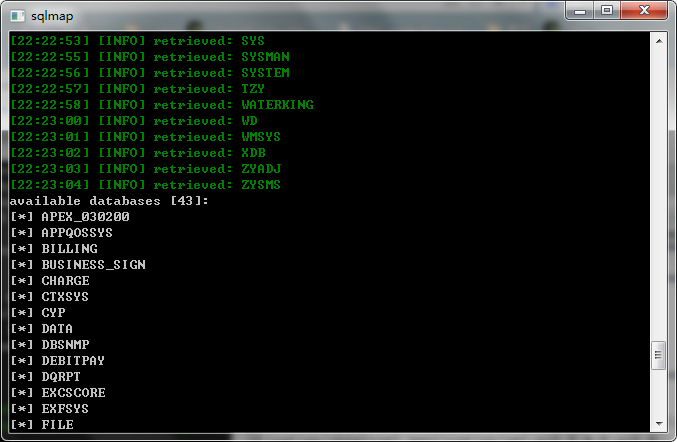 sqlmap
[22:22:53] [INFO] retrieved: SYS
[22:22:55] [INFO] retrieved: SYSMAN
[22:22:56] [INFO] retrieved: SYSTEM
[22:22:57] [INFO] retrieved: TZY
[22:22:58] [INFO] retrieved: WATERKING
[22:23:00] [INFO] retrieved: WD
[22:23:01] [INFO] retrieved: WMSYS
[22:23:02] [INFO] retrieved: XDB
[22:23:03] [INFO] retrieved: ZYADJ
[22:23:04] [INFO] retrieved: ZYSMS
available databases [43]:
[*] APEX_030200
[*] APPQOSSYS
[*] BILLING
[*] BUSINESS_SIGN
[*] CHARGE
[*] CTXSYS
[*] CYP
[*] DATA
[*] DBSNMP
[*] DEBITPAY
[*] DQRPT
[*] EXCSCORE
[*] EXFSYS
[*] FILE